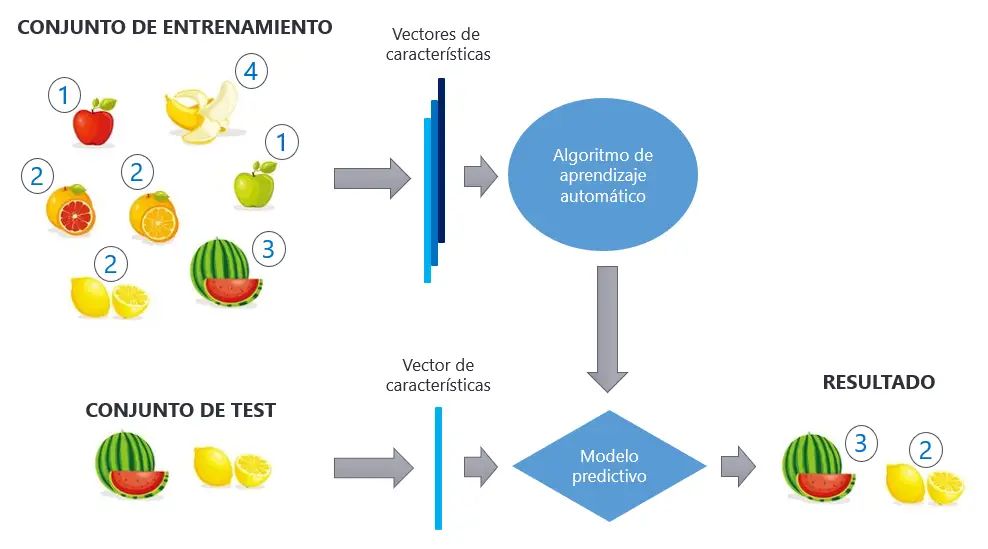 CONJUNTO DE ENTRENAMIENTO
1
4
1
2
2
2
3
Vectores de
características
Algoritmo de
aprendizaje
automático
CONJUNTO DE TEST
Vector de
características
Modelo
predictivo
RESULTADO
3
2